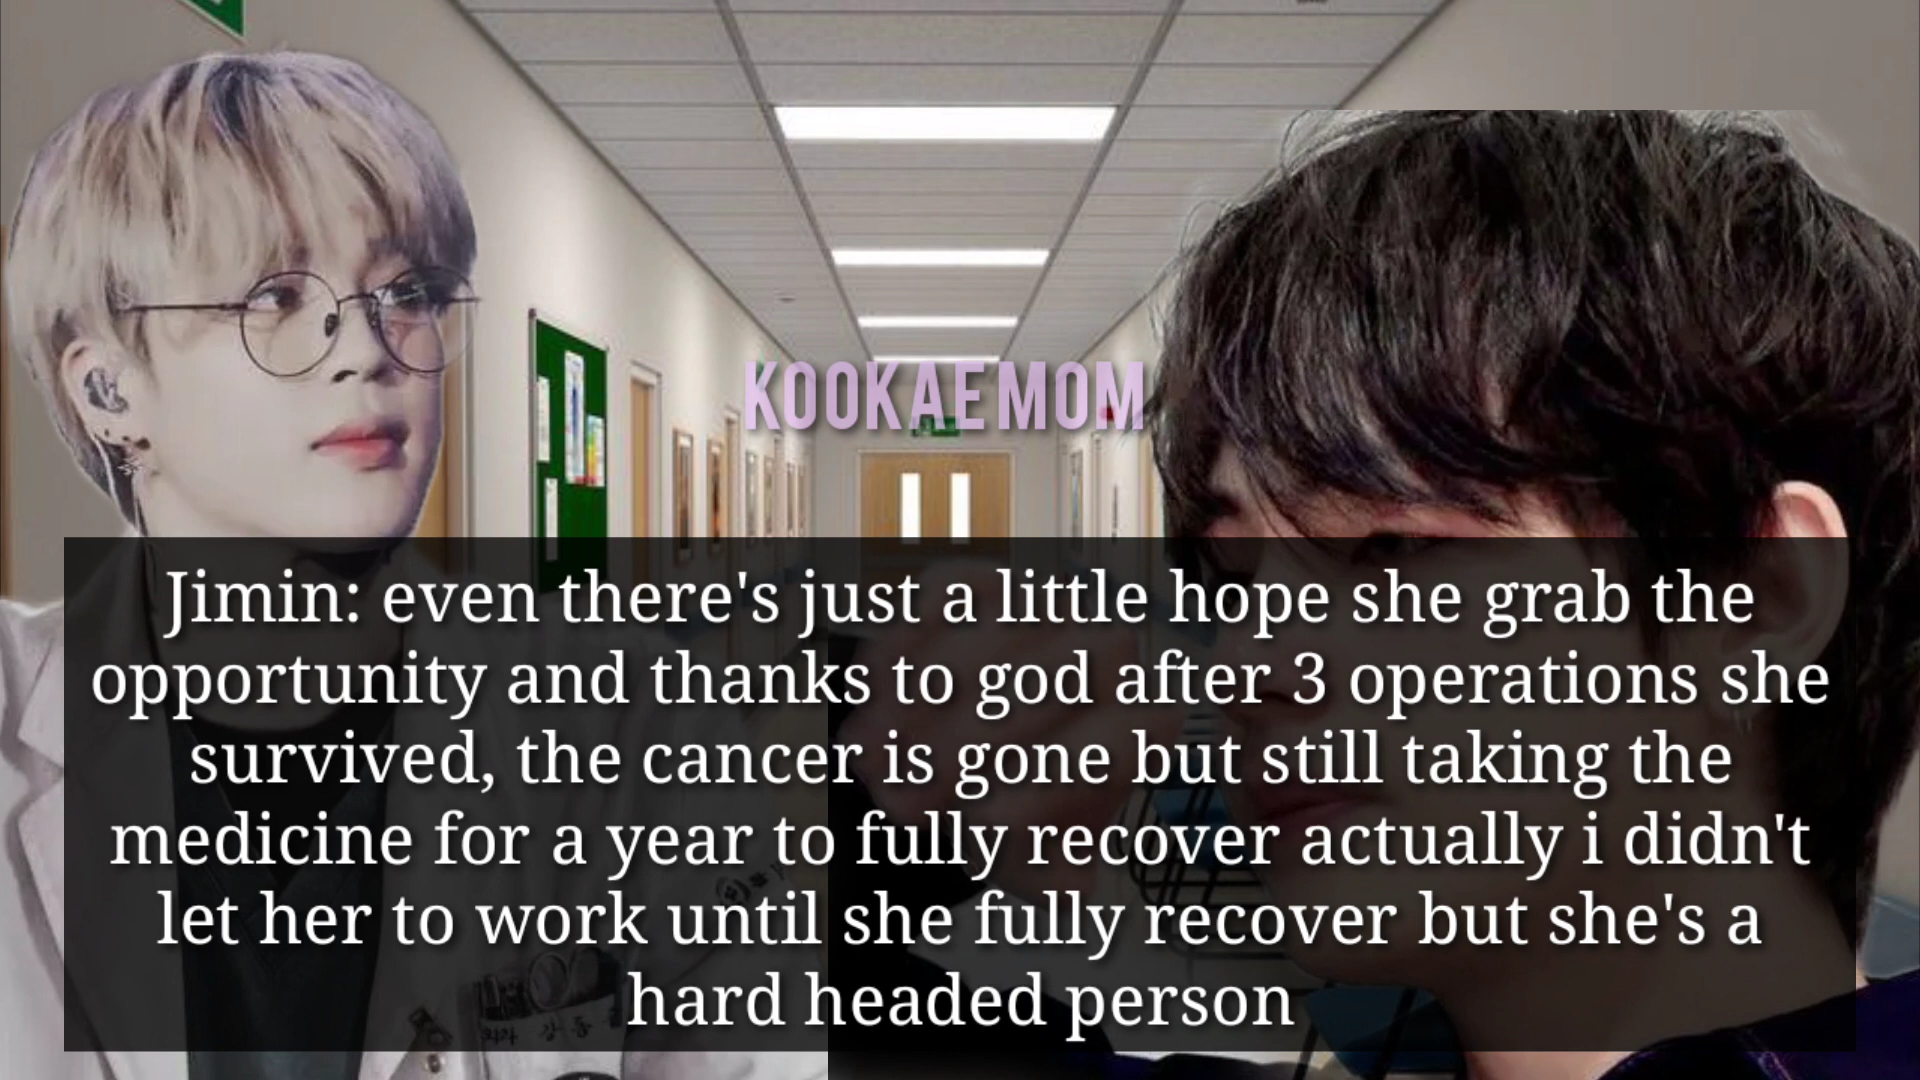 KOOKAEMOM
Jimin: even there's just a little hope she grab the
opportunity and thanks to god after 3 operations she
survived, the cancer is gone but still taking the
medicine for a year to fully recover actually i didn't
let her to work until she fully recover but she's a
hard headed person